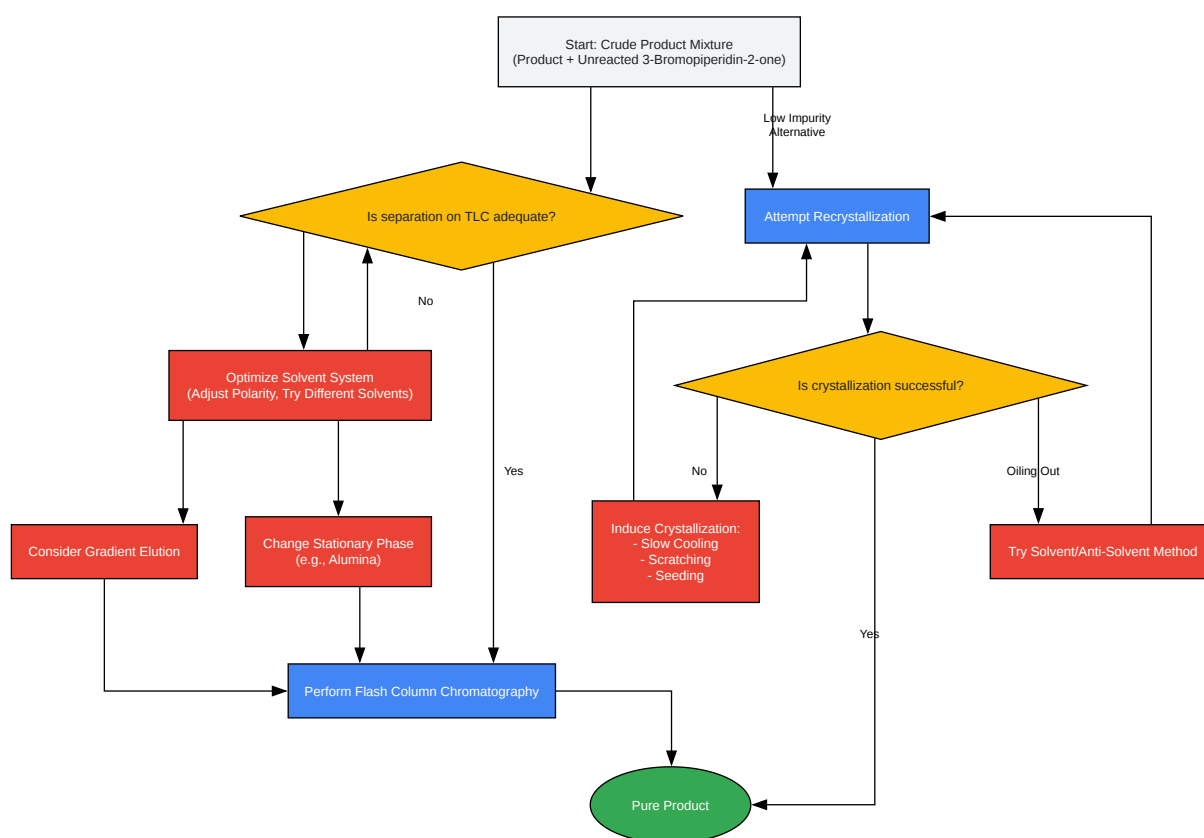 Start: Crude Product Mixture
(Product + Unreacted 3-Bromopiperidin-2-one)
Low Impurity
Alternative
Is separation on TLC adequate?
Attempt Recrystallization
No
Optimize Solvent System
(Adjust Polarity, Try Different Solvents)
Is crystallization successful?
Yes
No
Oiling Out
Consider Gradient Elution
Change Stationary Phase
(e.g., Alumina)
Induce Crystallization:
- Slow Cooling
- Scratching
- Seeding
Try Solvent/Anti-Solvent Method
Yes
Perform Flash Column Chromatography
Pure Product